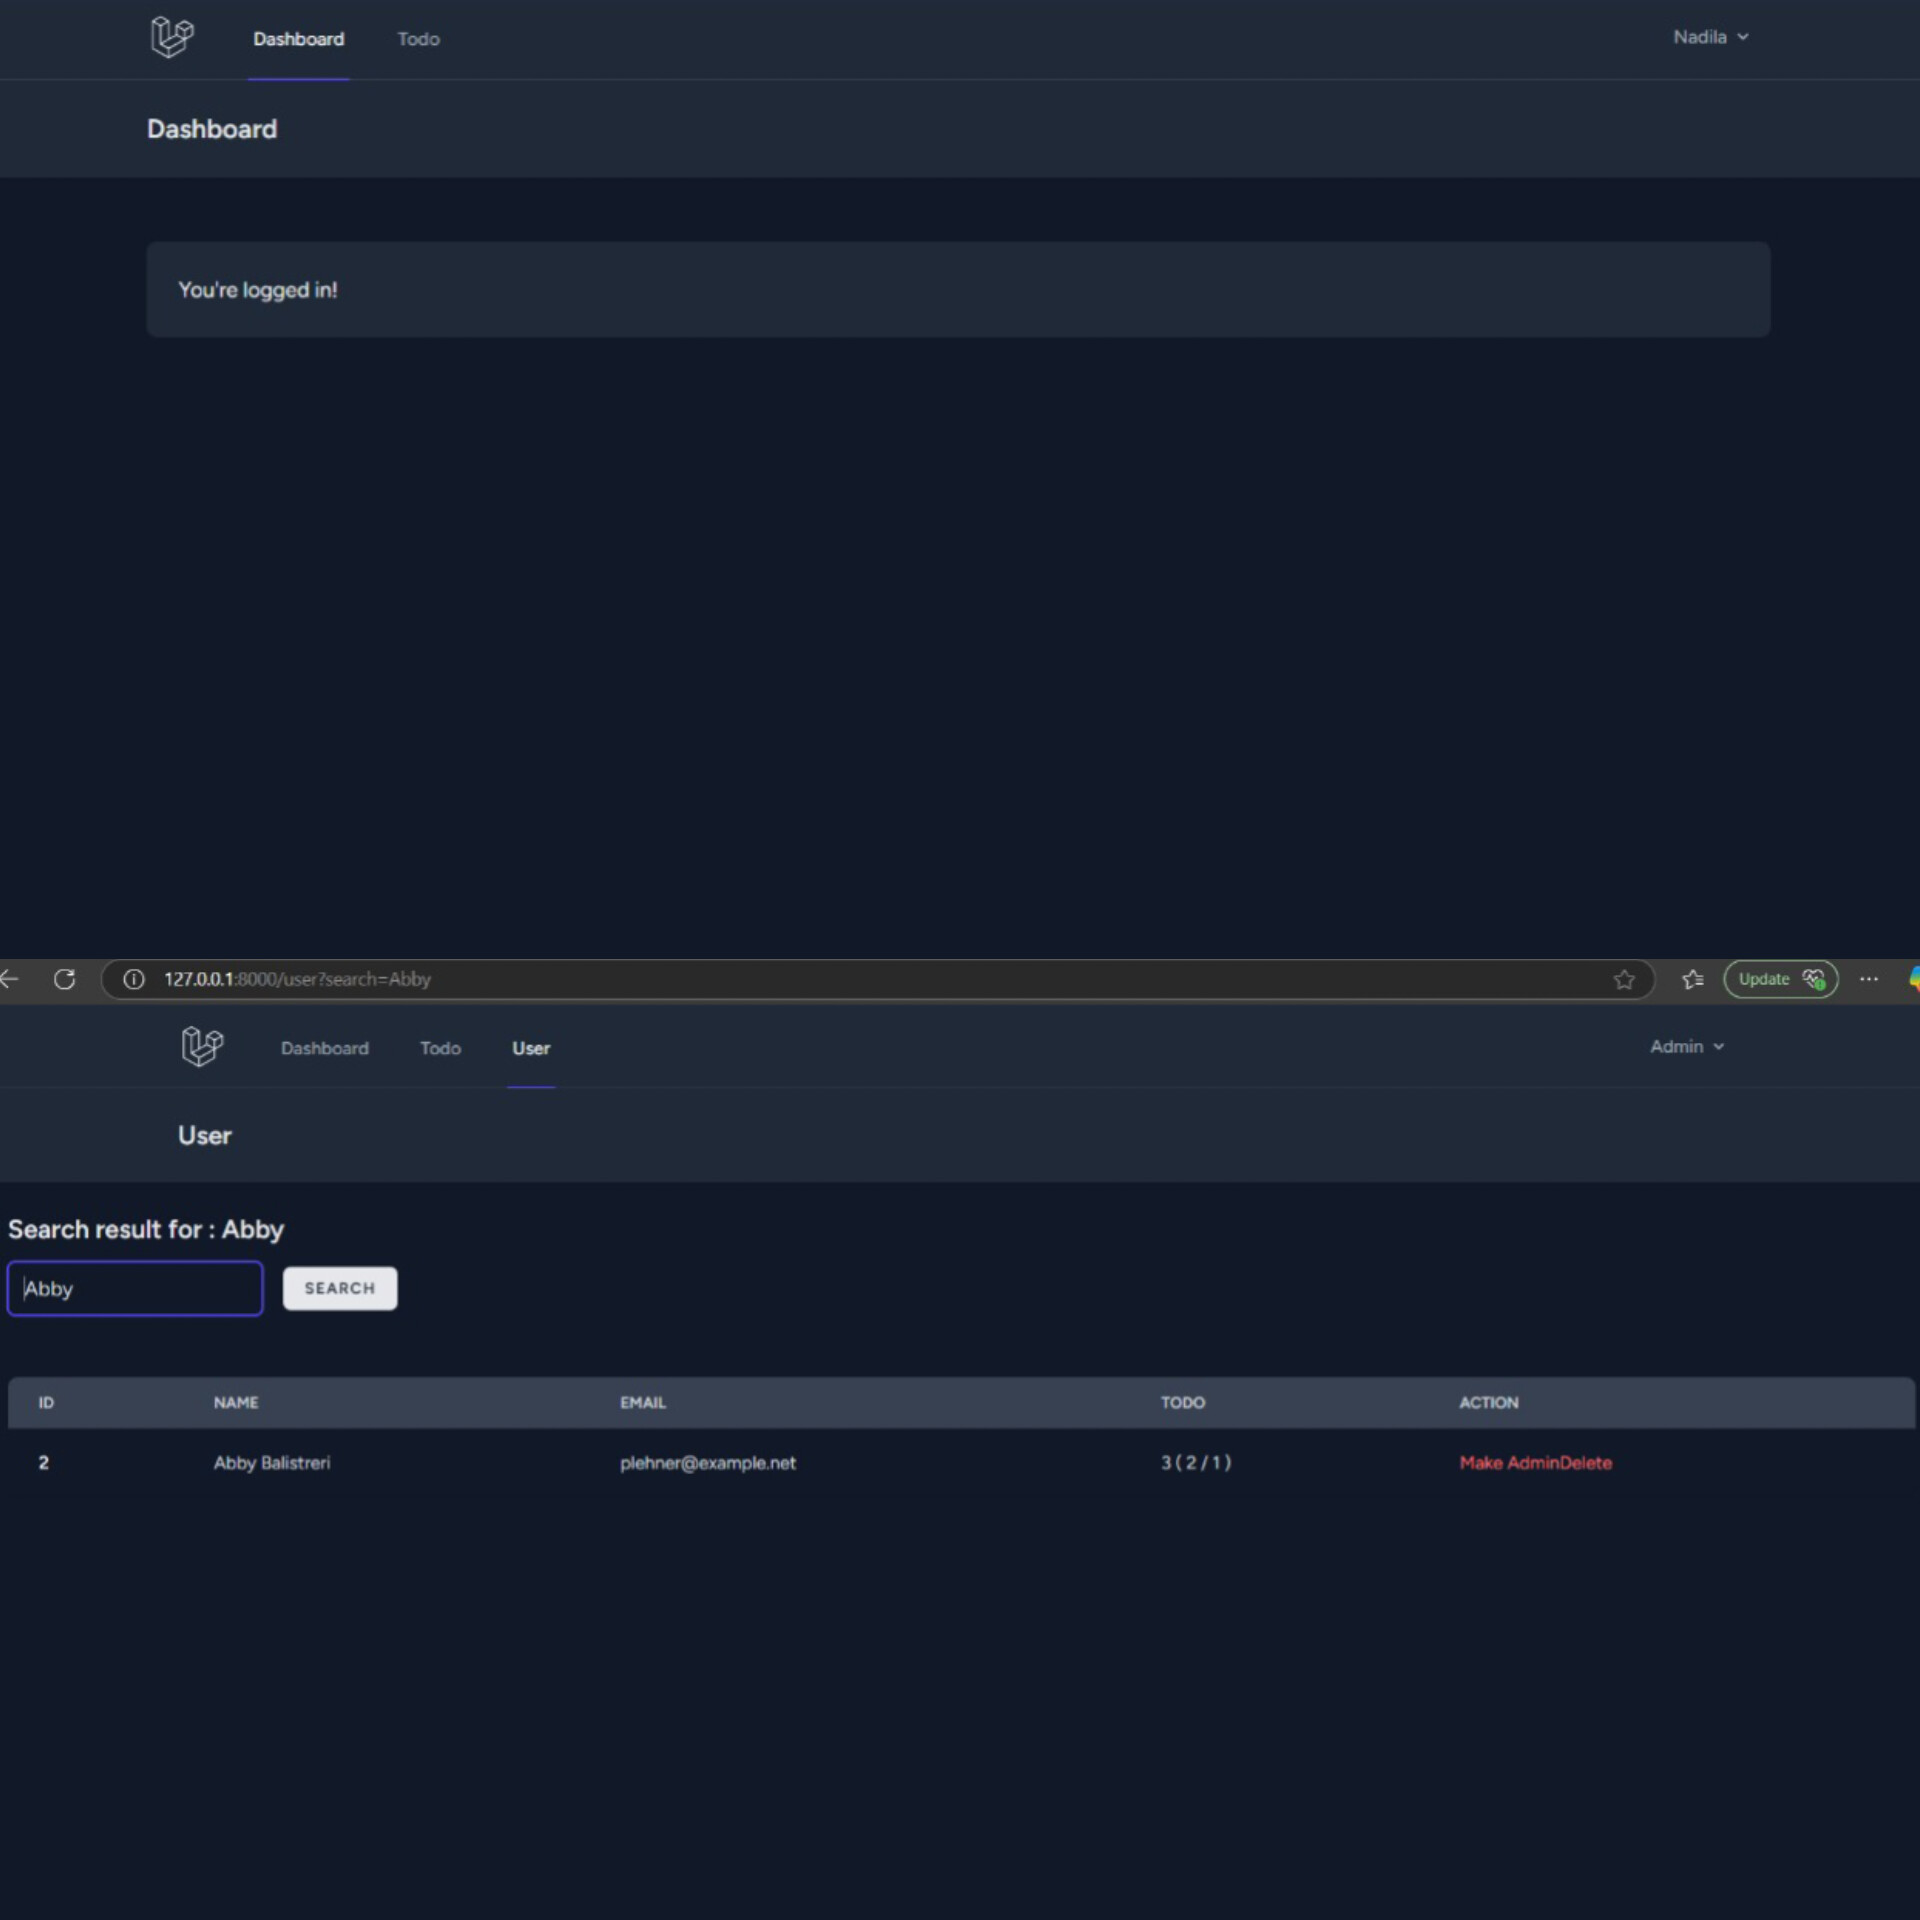 Dashboard Todo Nadila
Dashboard
You're logged in!
127.0.0.1:8000/user?search=Abby Update
Dashboard Todo User Admin
User
Search result for : Abby
Abby SEARCH
ID NAME EMAIL TODO ACTION
2 Abby Balistreri plehner@example.net 3 ( 2 / 1 ) Make AdminDelete